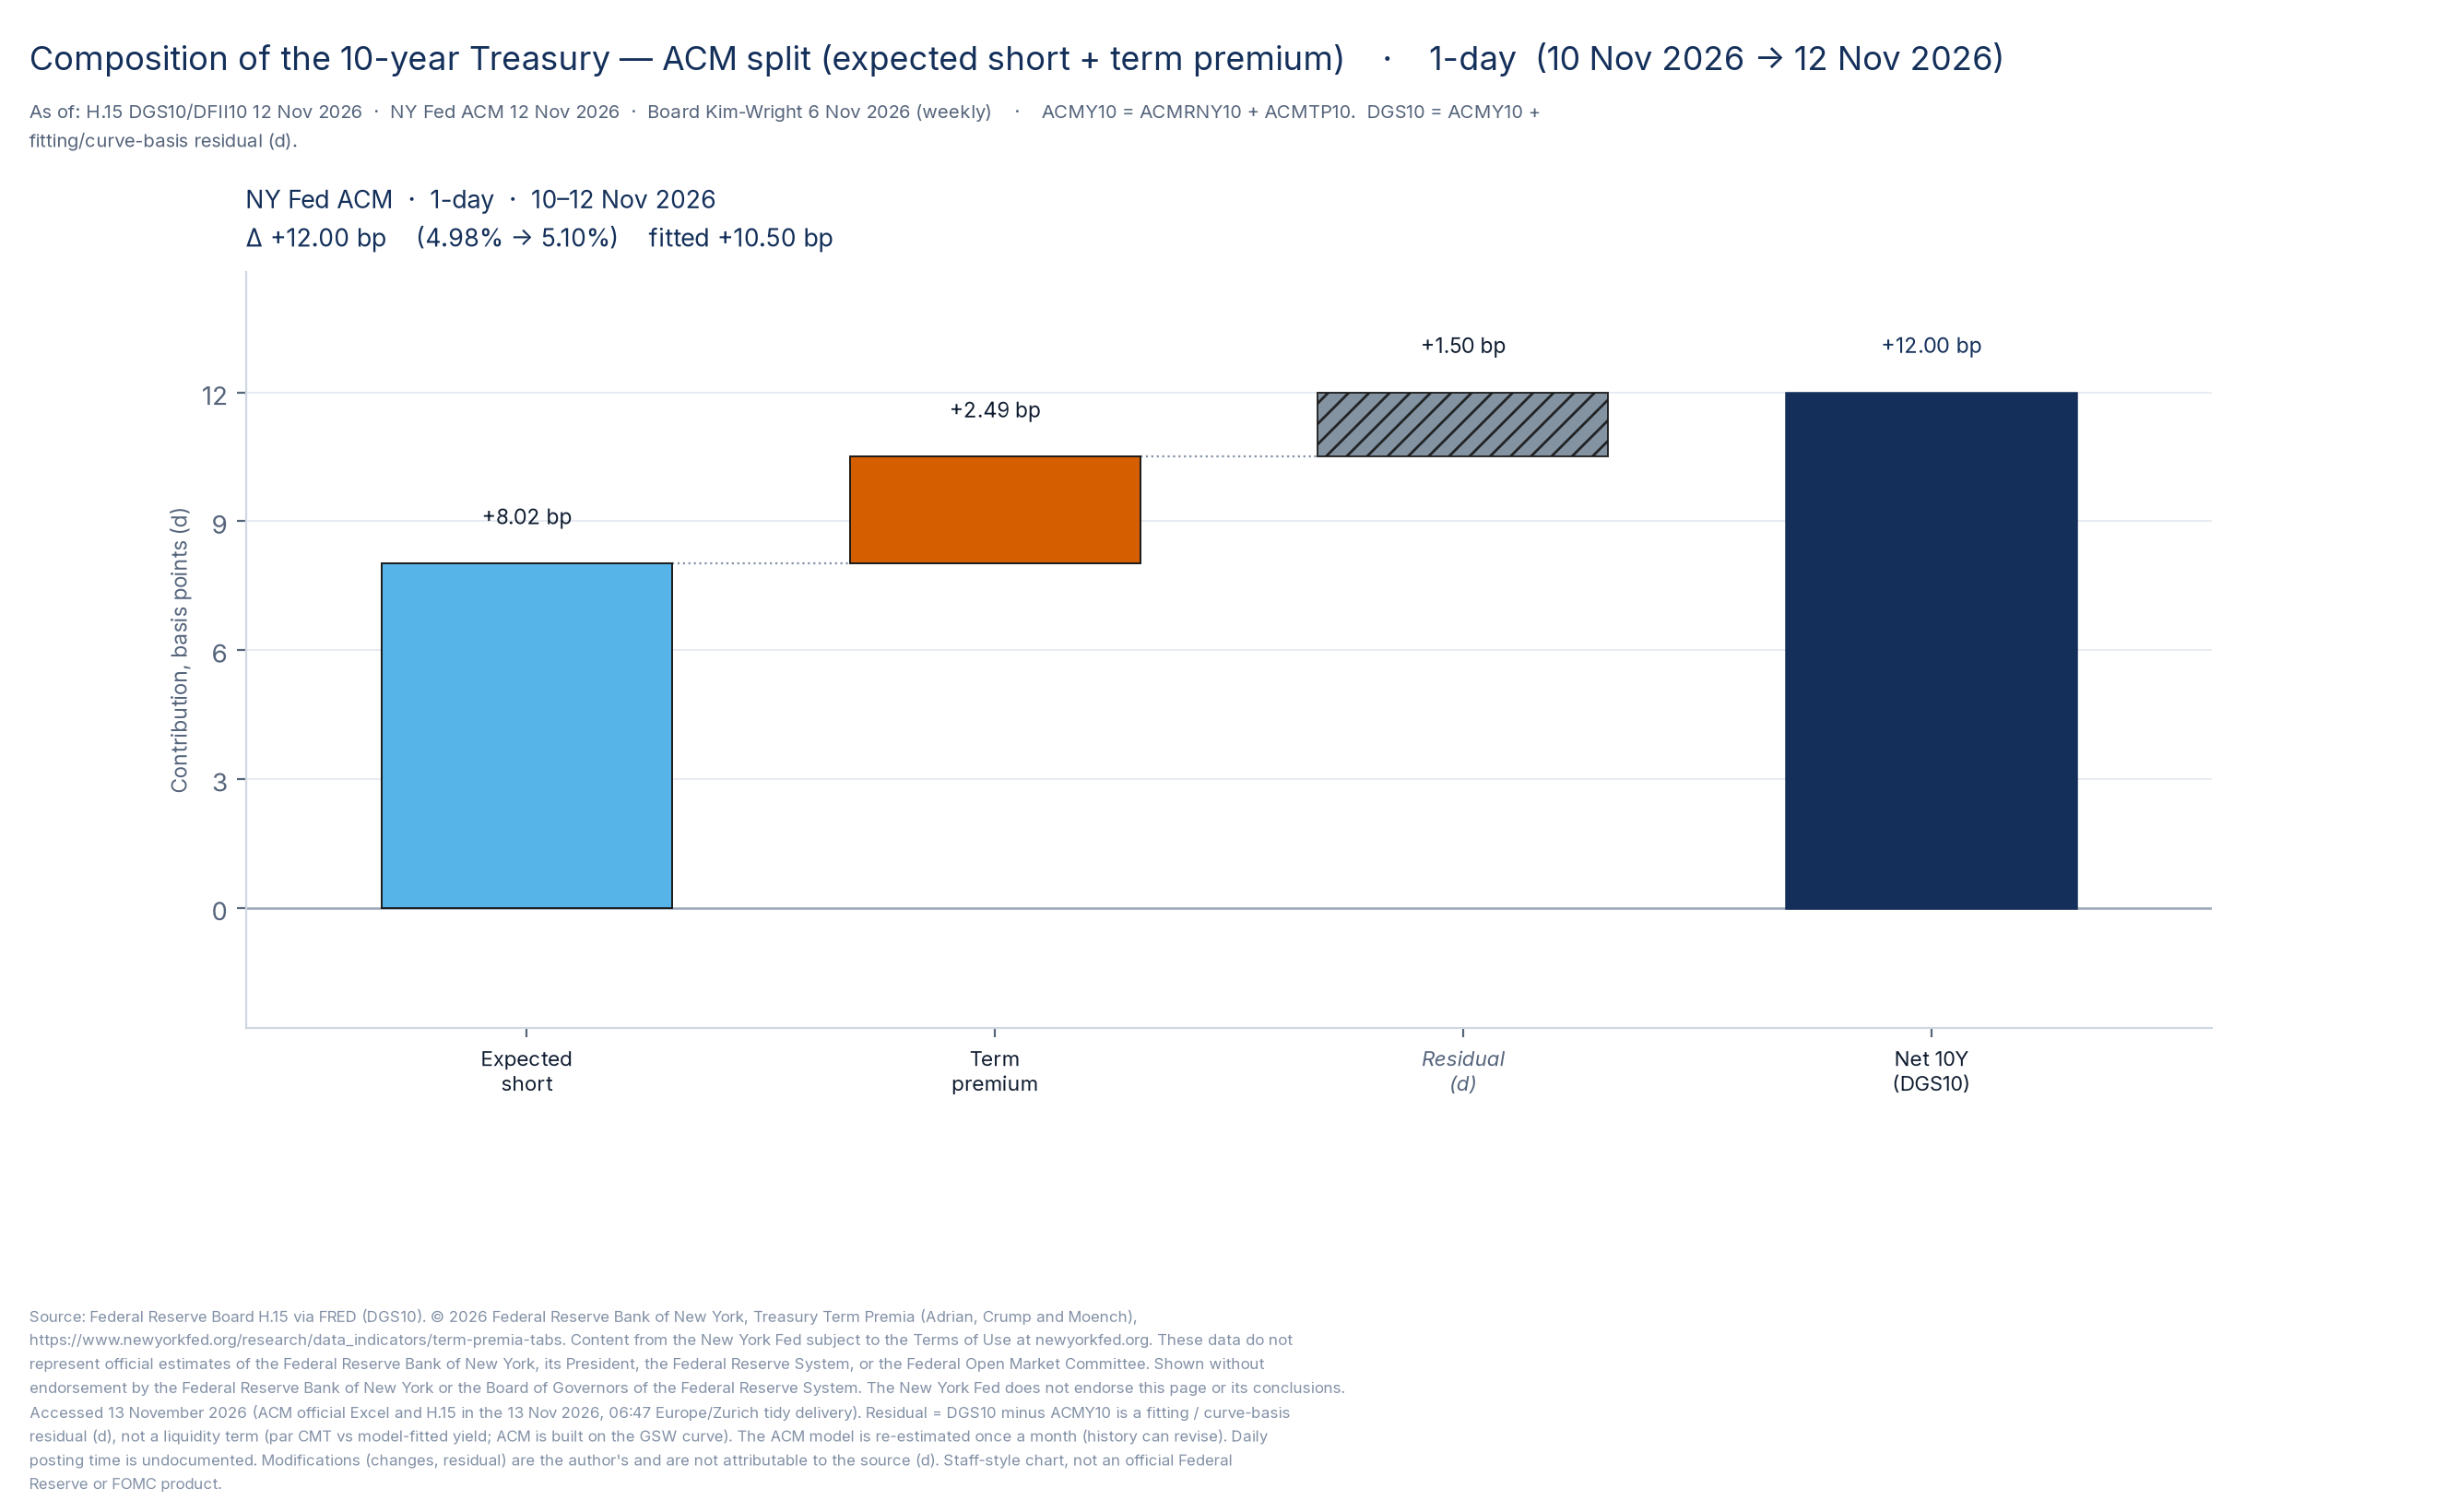 Composition of the 10-year Treasury — ACM split (expected short + term premium) · 1-day (10 Nov 2026 → 12 Nov 2026)
As of: H.15 DGS10/DFII10 12 Nov 2026 · NY Fed ACM 12 Nov 2026 · Board Kim-Wright 6 Nov 2026 (weekly) · ACMY10 = ACMRNY10 + ACMTP10. DGS10 = ACMY10 +
fitting/curve-basis residual (d).
NY Fed ACM · 1-day · 10–12 Nov 2026
Δ +12.00 bp (4.98% → 5.10%) fitted +10.50 bp
+1.50 bp
+12.00 bp
12
+2.49 bp
9
+8.02 bp
6
3
0
Contribution, basis points (d)
Expected
short
Term
premium
Residual
(d)
Net 10Y
(DGS10)
Source: Federal Reserve Board H.15 via FRED (DGS10). © 2026 Federal Reserve Bank of New York, Treasury Term Premia (Adrian, Crump and Moench),
https://www.newyorkfed.org/research/data_indicators/term-premia-tabs. Content from the New York Fed subject to the Terms of Use at newyorkfed.org. These data do not
represent official estimates of the Federal Reserve Bank of New York, its President, the Federal Reserve System, or the Federal Open Market Committee. Shown without
endorsement by the Federal Reserve Bank of New York or the Board of Governors of the Federal Reserve System. The New York Fed does not endorse this page or its conclusions.
Accessed 13 November 2026 (ACM official Excel and H.15 in the 13 Nov 2026, 06:47 Europe/Zurich tidy delivery). Residual = DGS10 minus ACMY10 is a fitting / curve-basis
residual (d), not a liquidity term (par CMT vs model-fitted yield; ACM is built on the GSW curve). The ACM model is re-estimated once a month (history can revise). Daily
posting time is undocumented. Modifications (changes, residual) are the author's and are not attributable to the source (d). Staff-style chart, not an official Federal
Reserve or FOMC product.